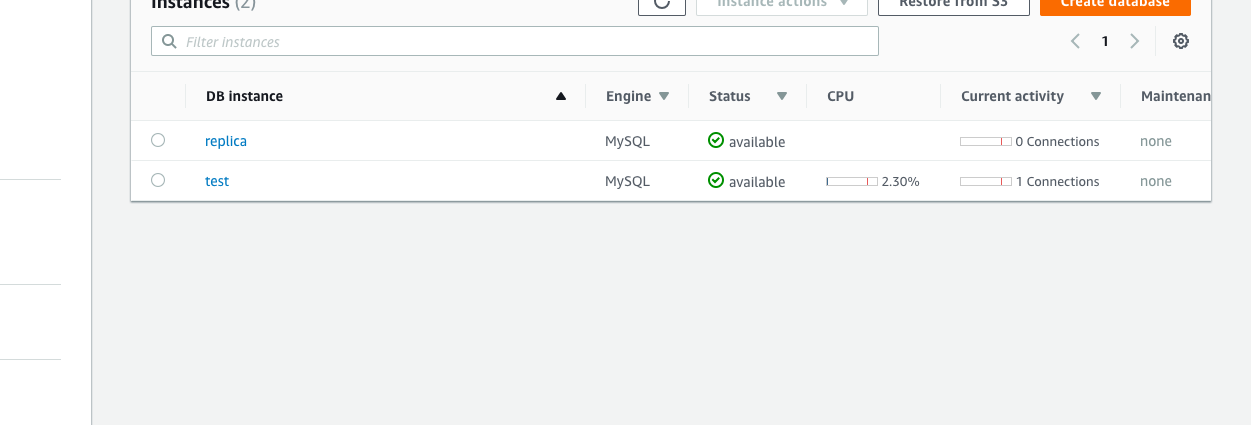 Instances (2)
Instance actions
Restore from S3
Create database
Filter instances
1
DB instance Engine Status CPU Current activity Maintenan
replica MySQL available 0 Connections none
test MySQL available 2.30% 1 Connections none